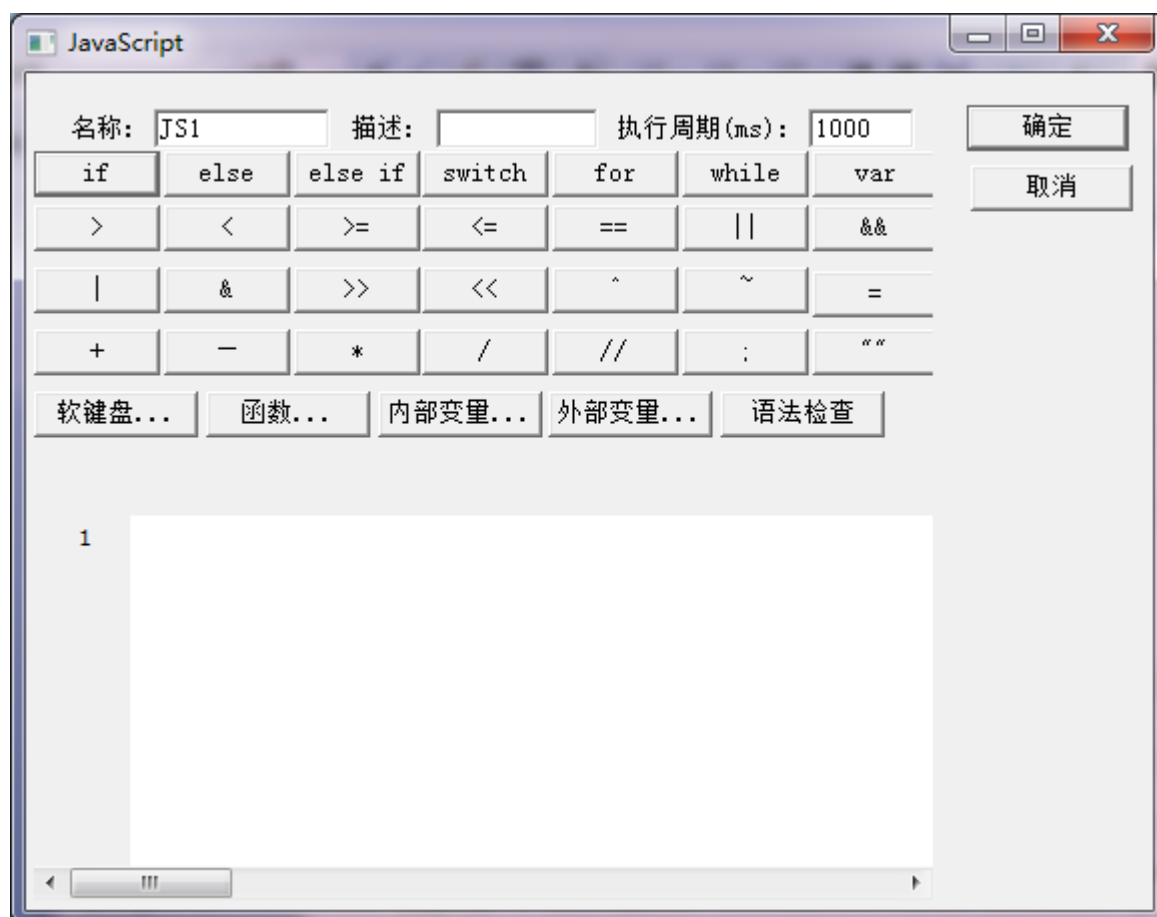 JavaScript
名称: JS1 描述: 执行周期(ms): 1000 确定
if else else if switch for while var 取消
> < >= <= == || &&
| & >> << ^ ~ =
+ — * / // ; ""
软键盘... 函数... 内部变量... 外部变量... 语法检查
1